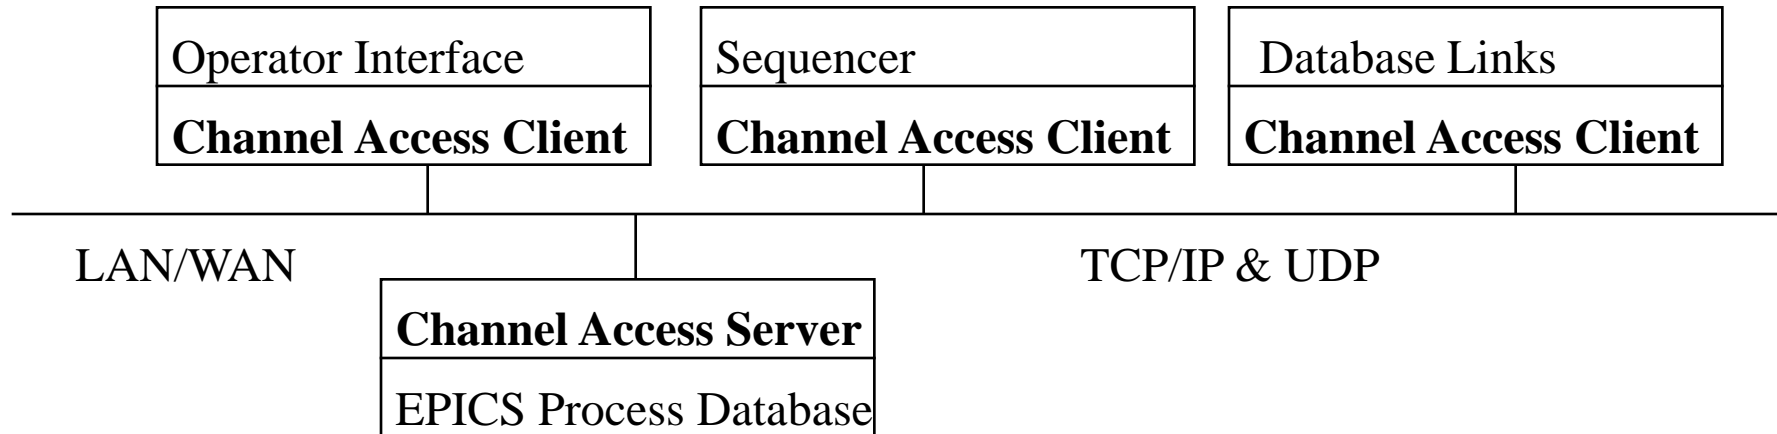 Operator Interface
Channel Access Client
Sequencer
Channel Access Client
Database Links
Channel Access Client
LAN/WAN
TCP/IP & UDP
Channel Access Server
EPICS Process Database